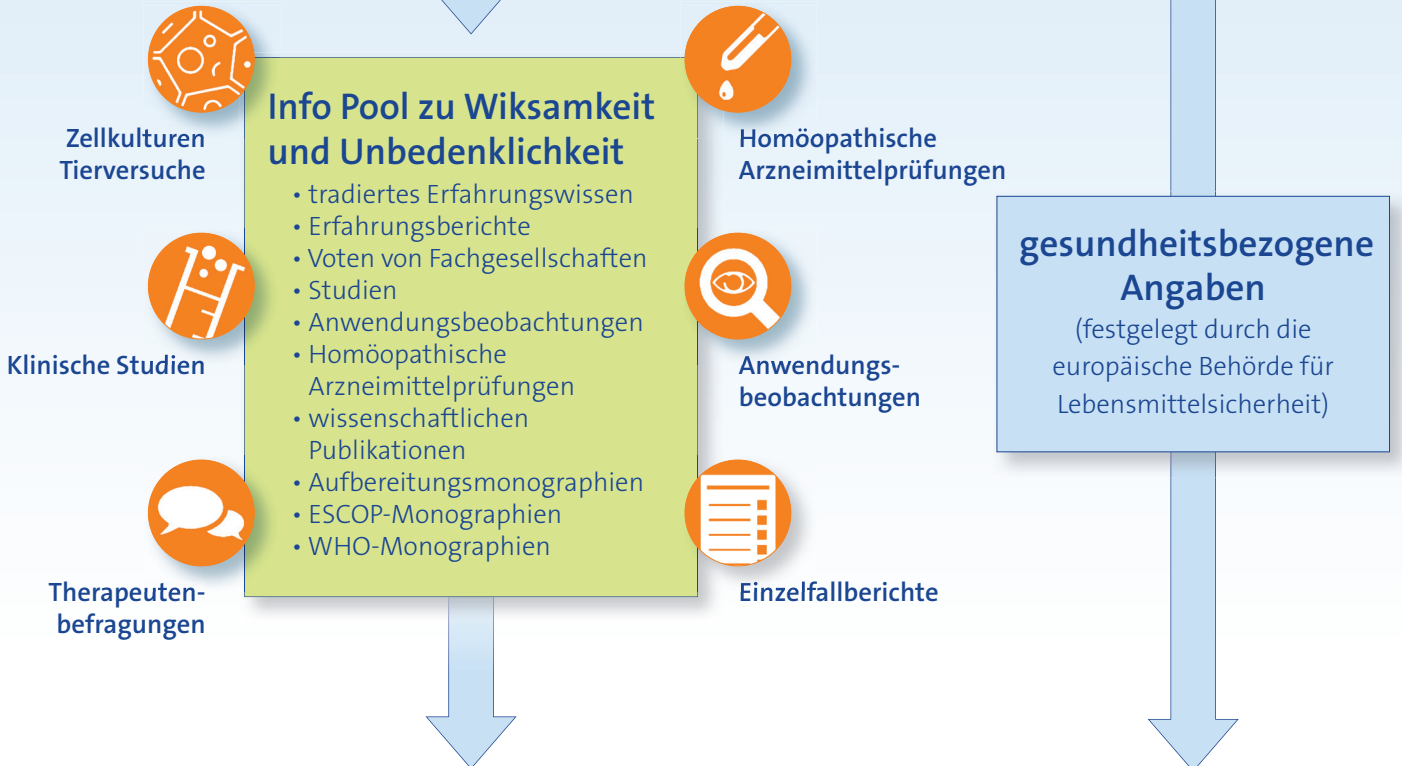 Zellkulturen
Tierversuche
Klinische Studien
Therapeuten-
befragungen
Info Pool zu Wiksamkeit
und Unbedenklichkeit
• tradiertes Erfahrungswissen
• Erfahrungsberichte
• Voten von Fachgesellschaften
• Studien
• Anwendungsbeobachtungen
• Homöopathische
Arzneimittelprüfungen
• wissenschaftlichen
Publikationen
• Aufbereitungsmonographien
• ESCOP-Monographien
• WHO-Monographien
Homöopathische
Arzneimittelprüfungen
Anwendungs-
beobachtungen
Einzelfallberichte
gesundheitsbezogene
Angaben
(festgelegt durch die
europäische Behörde für
Lebensmittelsicherheit)